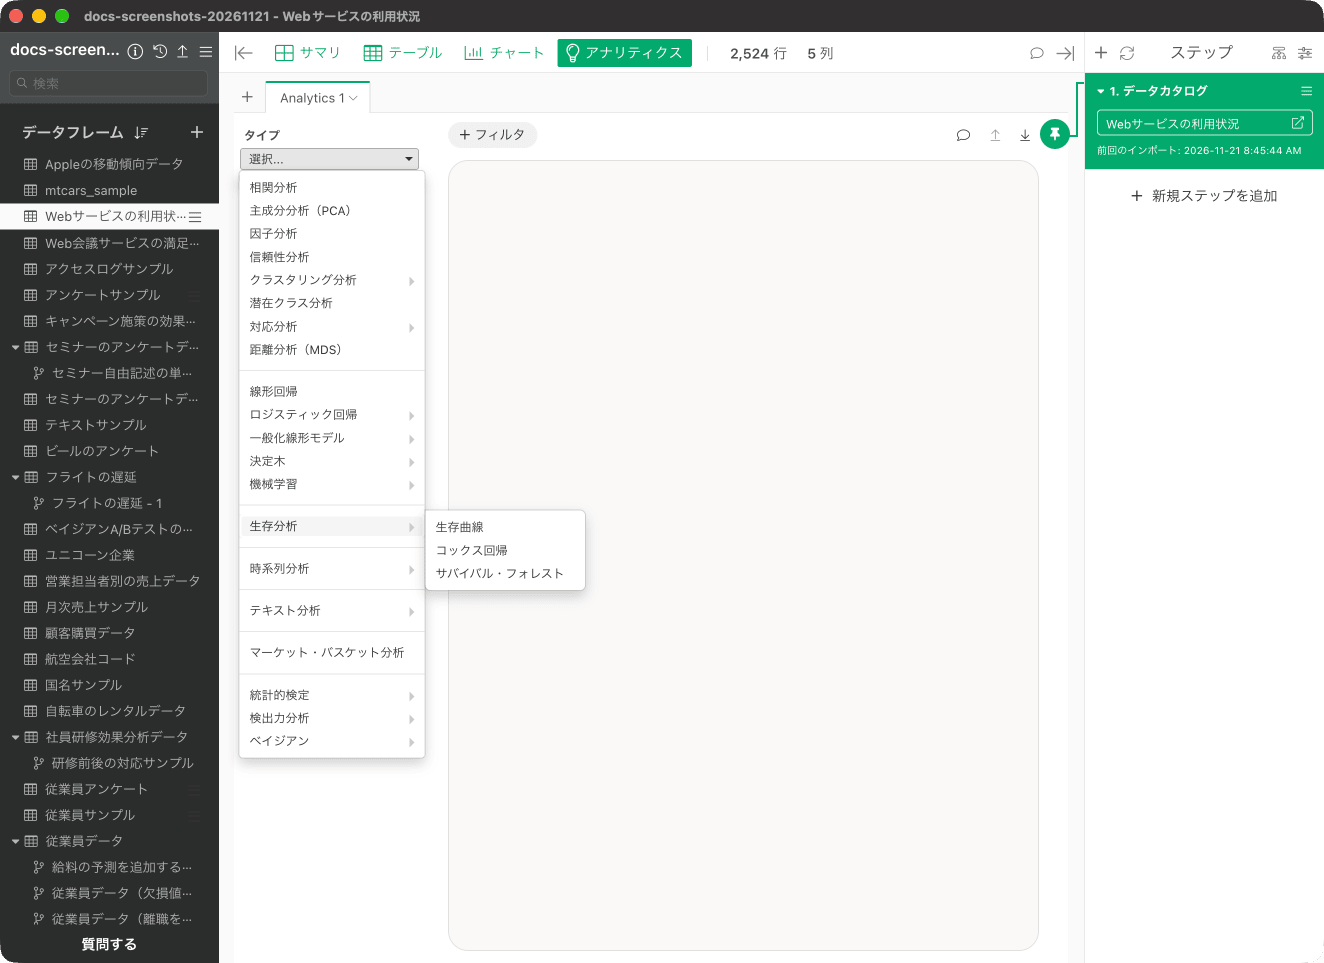 docs-screenshots-20261121 - Webサービスの利用状況
docs-screen...
検索
データフレーム
Appleの移動傾向データ
mtcars_sample
Webサービスの利用状...
Web会議サービスの満足...
アクセスログサンプル
アンケートサンプル
キャンペーン施策の効果...
セミナーのアンケートデ...
セミナー自由記述の単...
セミナーのアンケートデ...
テキストサンプル
ビールのアンケート
フライトの遅延
フライトの遅延 - 1
ベイジアンA/Bテストの...
ユニコーン企業
営業担当者別の売上データ
月次売上サンプル
顧客購買データ
航空会社コード
国名サンプル
自転車のレンタルデータ
社員研修効果分析データ
研修前後の対応サンプル
従業員アンケート
従業員サンプル
従業員データ
給料の予測を追加する...
従業員データ（欠損値...
従業員データ（離職を...
質問する
サマリ
テーブル
チャート
アナリティクス
2,524 行
5 列
Analytics 1
タイプ
選択...
フィルタ
相関分析
主成分分析（PCA）
因子分析
信頼性分析
クラスタリング分析
潜在クラス分析
対応分析
距離分析（MDS）
線形回帰
ロジスティック回帰
一般化線形モデル
決定木
機械学習
生存分析
時系列分析
テキスト分析
マーケット・バスケット分析
統計的検定
検出力分析
ベイジアン
生存曲線
コックス回帰
サバイバル・フォレスト
ステップ
1. データカタログ
Webサービスの利用状況
前回のインポート: 2026-11-21 8:45:44 AM
新規ステップを追加